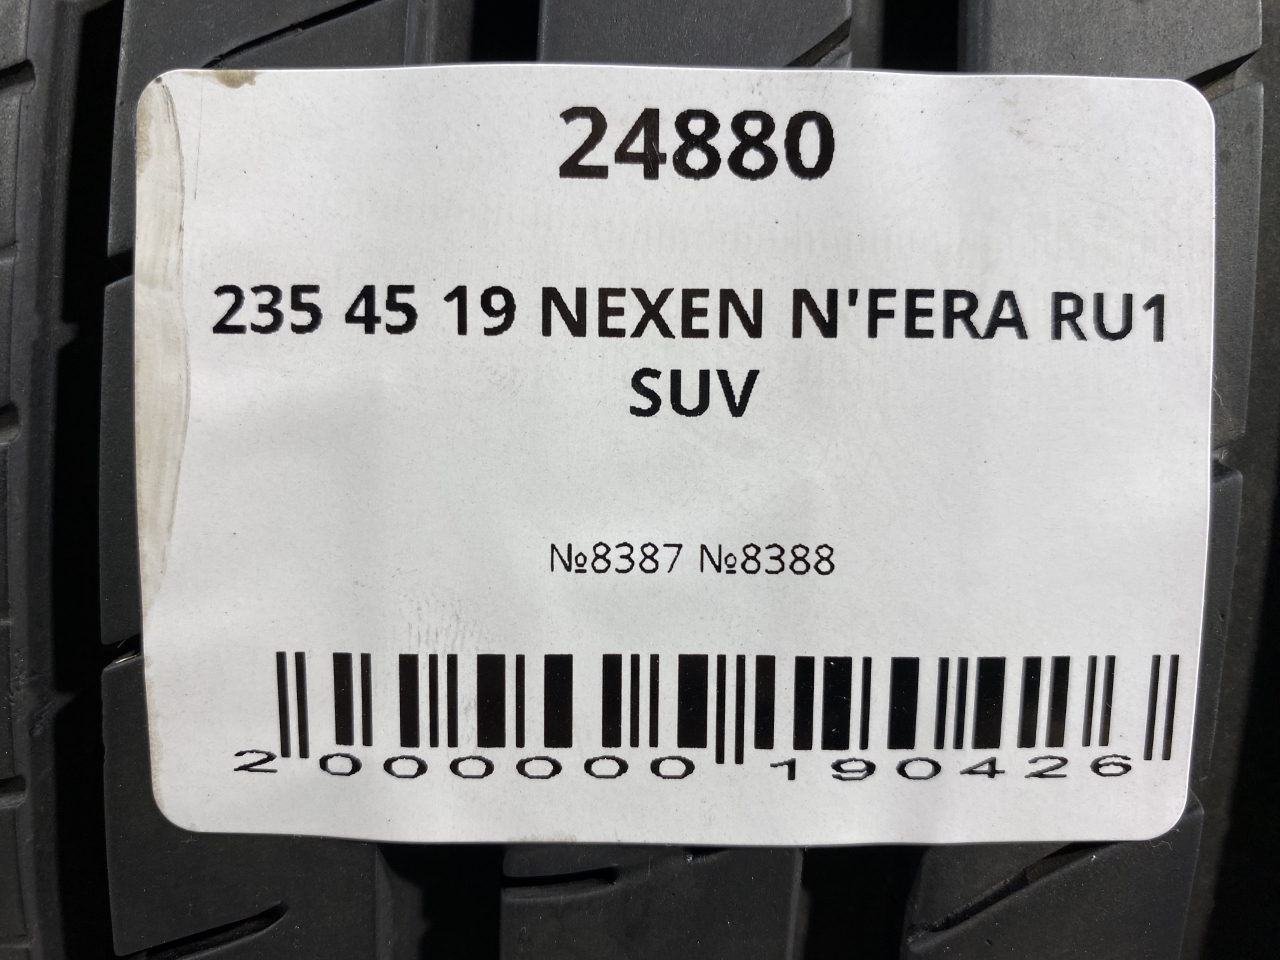 24880
235 45 19 NEXEN N'FERA RU1
SUV
№8387 №8388
2 000000 190426